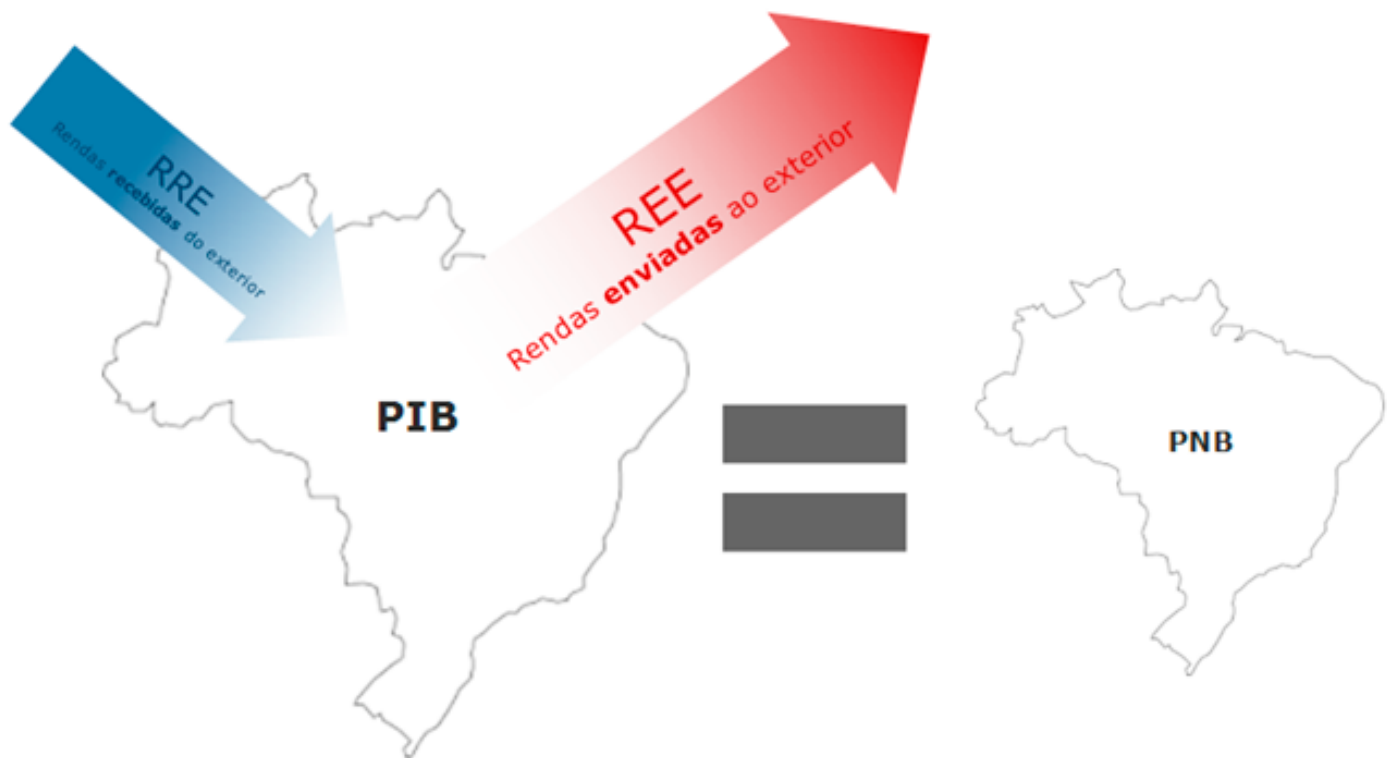 RRE
Rendas recebidas do exterior
REE
Rendas enviadas ao exterior
PIB
PNB